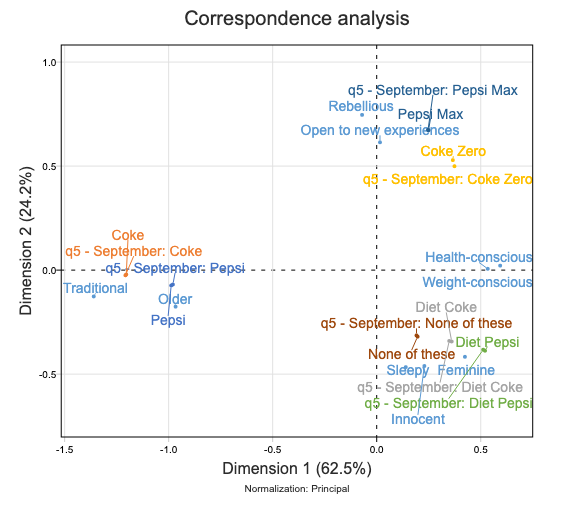 Correspondence analysis
1.0
q5 - September: Pepsi Max
Rebellious
Pepsi Max
Open to new experiences
Coke Zero
0.5
q5 - September: Coke Zero
Coke
q5 - September: Coke
Health-conscious
0.0
q5 - September: Pepsi
Weight-conscious
Traditional
Older
Diet Coke
Pepsi
q5 - September: None of these
Diet Pepsi
None of these
-0.5
Sleepy
Feminine
q5 - September: Diet Coke
q5 - September: Diet Pepsi
Innocent
-1.5
-1.0
-0.5
0.0
0.5
Dimension 2 (24.2%)
Dimension 1 (62.5%)
Normalization: Principal